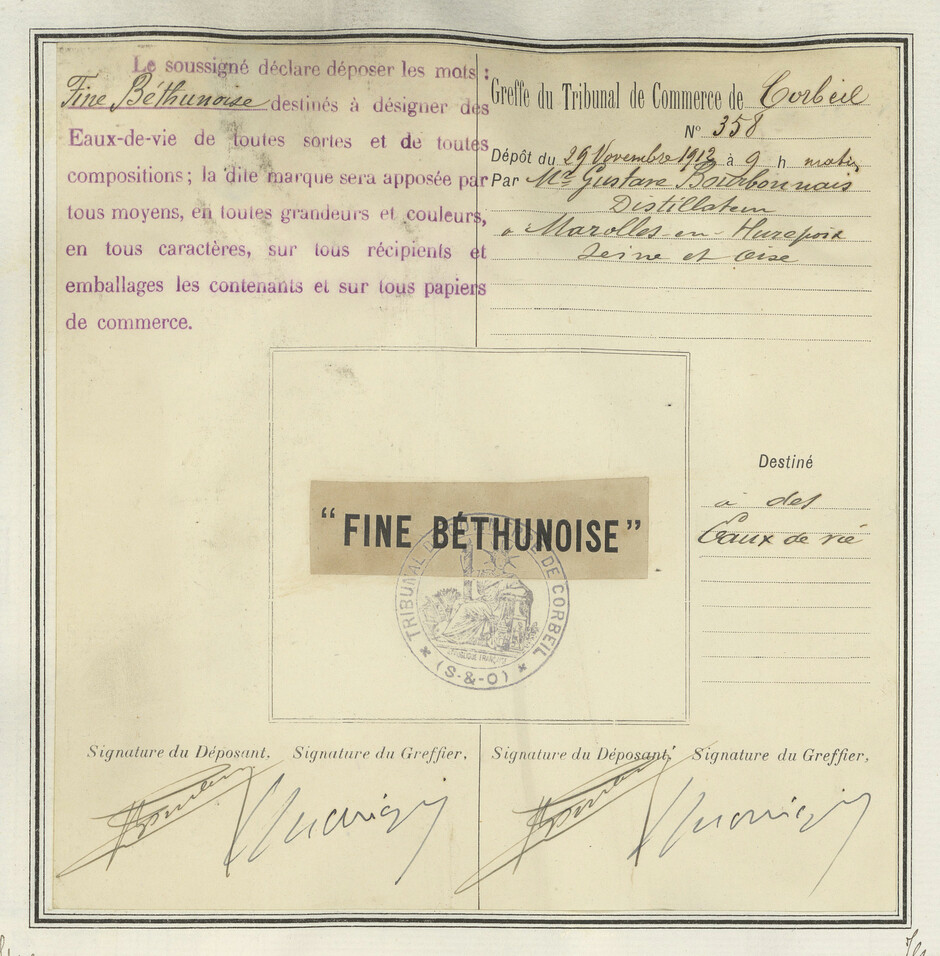 Le soussigné déclare déposer les mots :
Fine Béthunoise destinés à désigner des
Eaux-de-vie de toutes sortes et de toutes
compositions ; la dite marque sera apposée par
tous moyens, en toutes grandeurs et couleurs,
en tous caractères, sur tous récipients et
emballages les contenants et sur tous papiers
de commerce.
Greffe du Tribunal de Commerce de Corbeil
N° 358
Dépôt du 29 Novembre 1912 à 9 h matin
Par Mr Gustave Bourbonnais
Distillateur
à Marolles-en-Hurepoix
Seine et Oise
"FINE BÉTHUNOISE"
TRIBUNAL DE COMMERCE DE CORBEIL
(S-&-O)
Destiné
à des
Eaux de vie
Signature du Déposant. Signature du Greffier,
Signature du Déposant. Signature du Greffier,